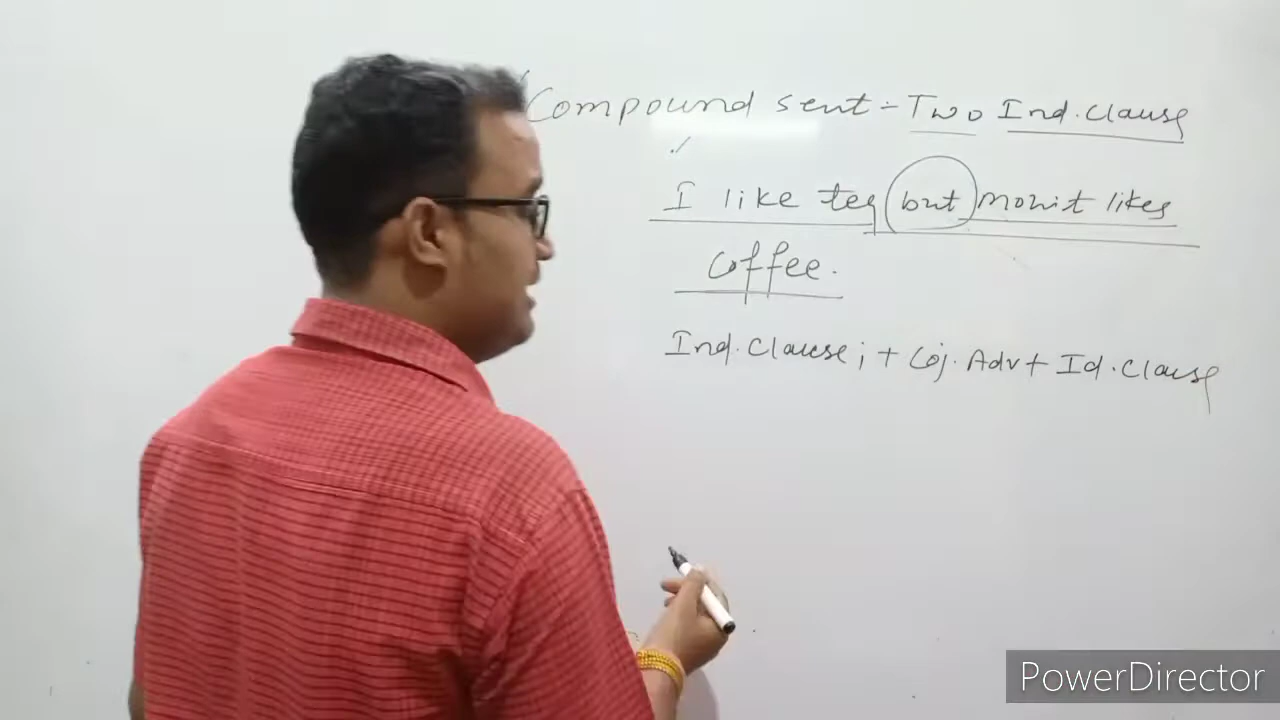 Compound sent - Two Ind. Clause
I like tea but mohit likes
Coffee.
Ind. Clause ; + Coj. Adv + Id. Clause
PowerDirector